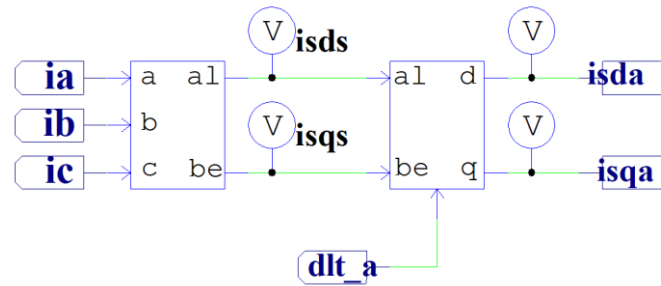 V isds V
ia a al al d isda
ib b V isqs V
ic c be be q isqa
dlt_a